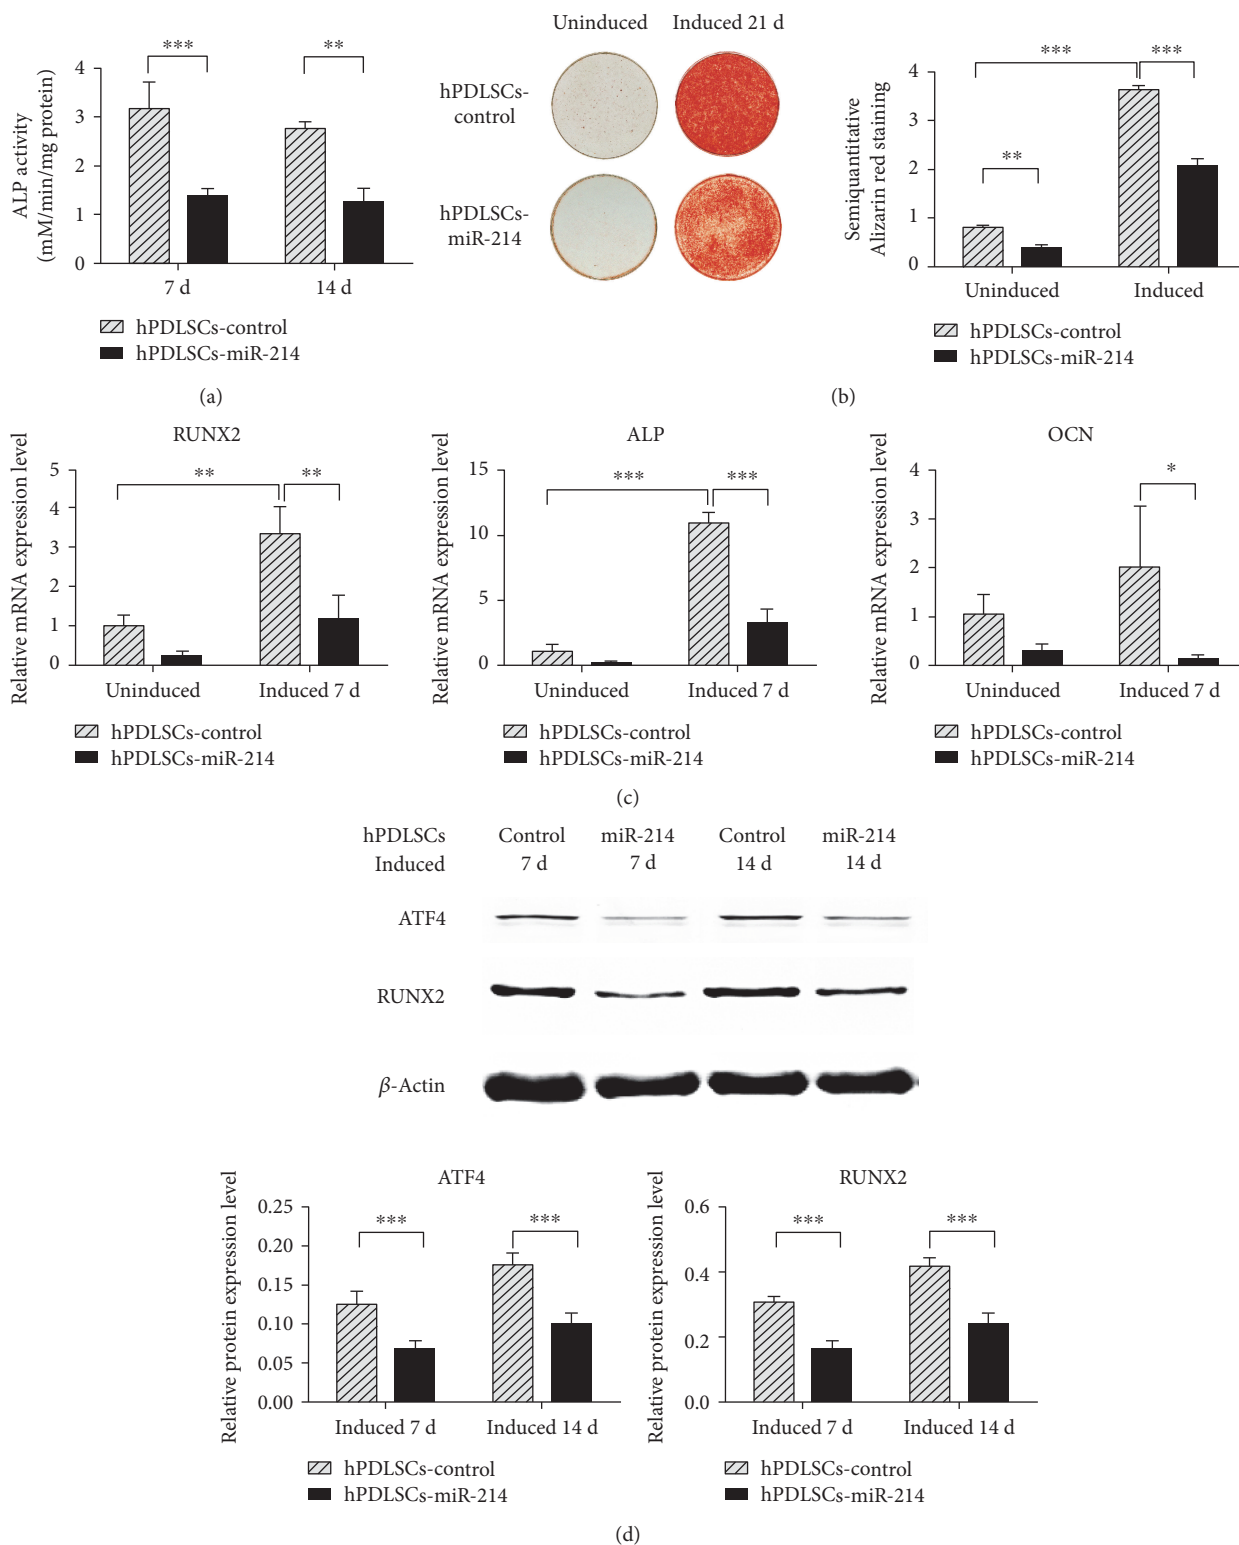 ALP activity
(mM/min/mg protein)
4
3
2
1
0
***
**
7 d
14 d
hPDLSCs-control
hPDLSCs-miR-214
(a)
Uninduced
Induced 21 d
hPDLSCs-
control
hPDLSCs-
miR-214
Semiquantitative
Alizarin red staining
4
3
2
1
0
***
***
**
Uninduced
Induced
hPDLSCs-control
hPDLSCs-miR-214
(b)
RUNX2
Relative mRNA expression level
5
4
3
2
1
0
**
**
Uninduced
Induced 7 d
hPDLSCs-control
hPDLSCs-miR-214
ALP
Relative mRNA expression level
15
10
5
0
***
***
Uninduced
Induced 7 d
hPDLSCs-control
hPDLSCs-miR-214
OCN
Relative mRNA expression level
4
3
2
1
0
*
Uninduced
Induced 7 d
hPDLSCs-control
hPDLSCs-miR-214
(c)
hPDLSCs Control miR-214 Control miR-214
Induced 7 d 7 d 14 d 14 d
ATF4
RUNX2
β-Actin
ATF4
Relative protein expression level
0.25
0.20
0.15
0.10
0.05
0.00
***
***
Induced 7 d
Induced 14 d
hPDLSCs-control
hPDLSCs-miR-214
RUNX2
Relative protein expression level
0.6
0.4
0.2
0.0
***
***
Induced 7 d
Induced 14 d
hPDLSCs-control
hPDLSCs-miR-214
(d)